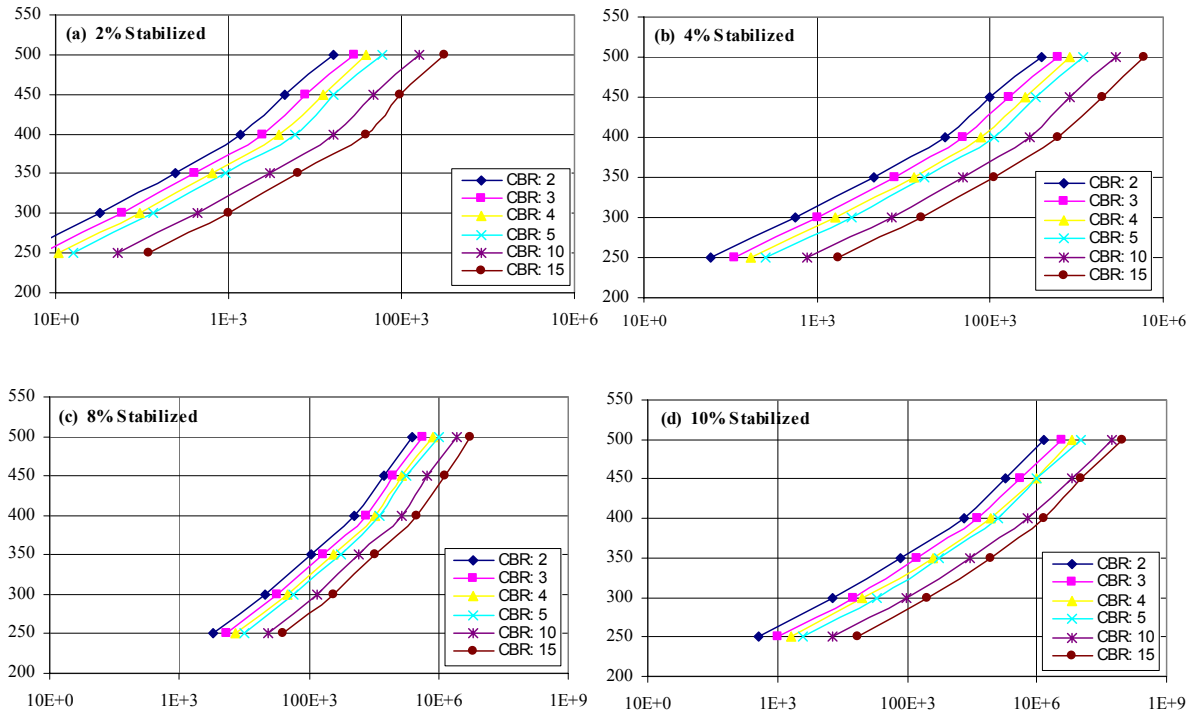 (a) 2% Stabilized
550
500
450
400
350
300
250
200
10E+0
1E+3
100E+3
10E+6
CBR: 2
CBR: 3
CBR: 4
CBR: 5
CBR: 10
CBR: 15
(b) 4% Stabilized
550
500
450
400
350
300
250
200
10E+0
1E+3
100E+3
10E+6
CBR: 2
CBR: 3
CBR: 4
CBR: 5
CBR: 10
CBR: 15
(c) 8% Stabilized
550
500
450
400
350
300
250
200
10E+0
1E+3
100E+3
10E+6
1E+9
CBR: 2
CBR: 3
CBR: 4
CBR: 5
CBR: 10
CBR: 15
(d) 10% Stabilized
550
500
450
400
350
300
250
200
10E+0
1E+3
100E+3
10E+6
1E+9
CBR: 2
CBR: 3
CBR: 4
CBR: 5
CBR: 10
CBR: 15